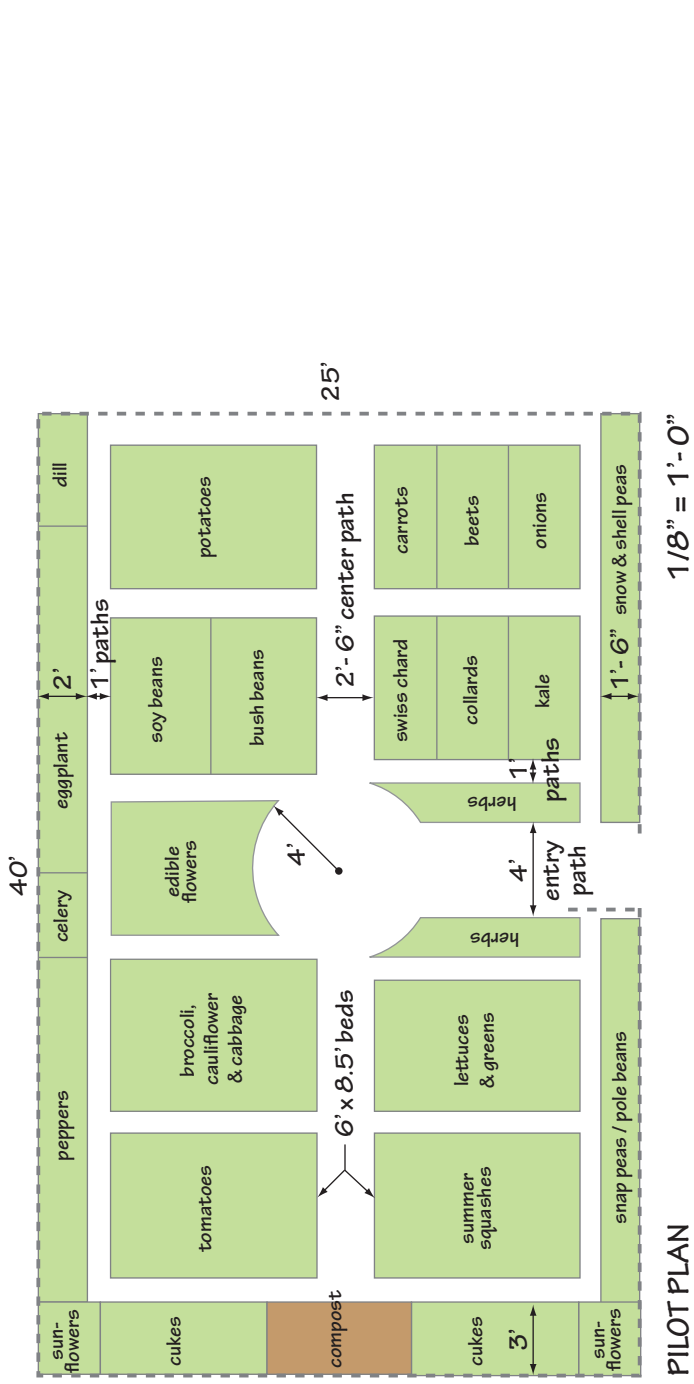 40’
sun-
flowers
peppers
celery
eggplant
dill
2’
1’ paths
cukes
tomatoes
broccoli,
cauliflower
& cabbage
edible
flowers
soy beans
bush beans
potatoes
4’
compost
6’ x 8.5’ beds
2’- 6” center path
25’
cukes
3’
summer
squashes
lettuces
& greens
herbs
4’
entry
path
herbs
1’
paths
swiss chard
collards
kale
carrots
beets
onions
sun-
flowers
snap peas / pole beans
1’- 6”
snow & shell peas
PILOT PLAN
1/8” = 1’- 0”